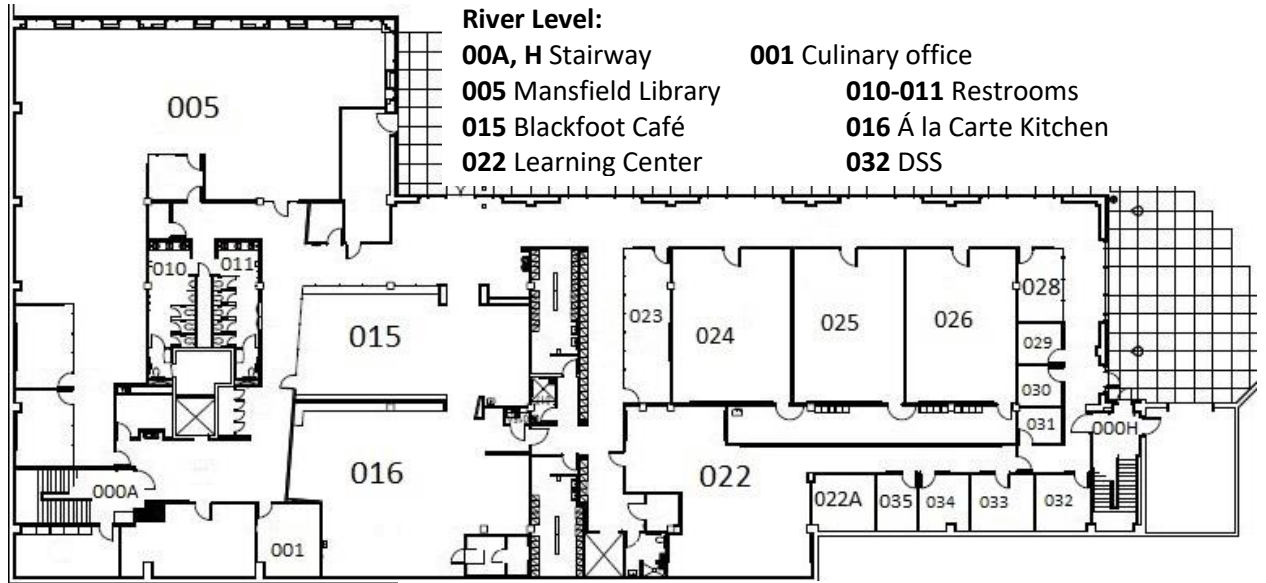 River Level:
00A, H Stairway 001 Culinary office
005 Mansfield Library 010-011 Restrooms
015 Blackfoot Café 016 Á la Carte Kitchen
022 Learning Center 032 DSS
005
010 011
015
016
023 024 025 026 028
029
030
031
000H
022
022A 035 034 033 032
000A
001